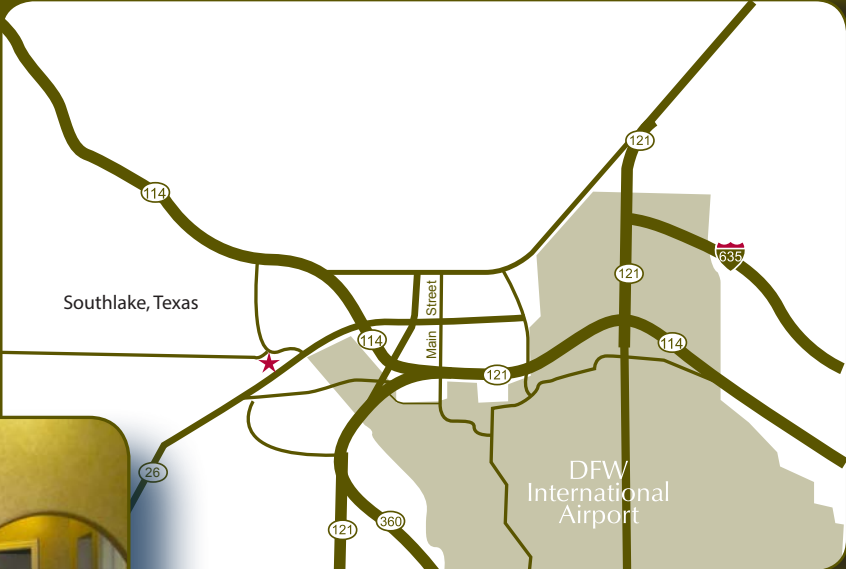 121
114
635
121
Southlake, Texas
Main Street
114
114
121
26
DFW
International
Airport
360
121